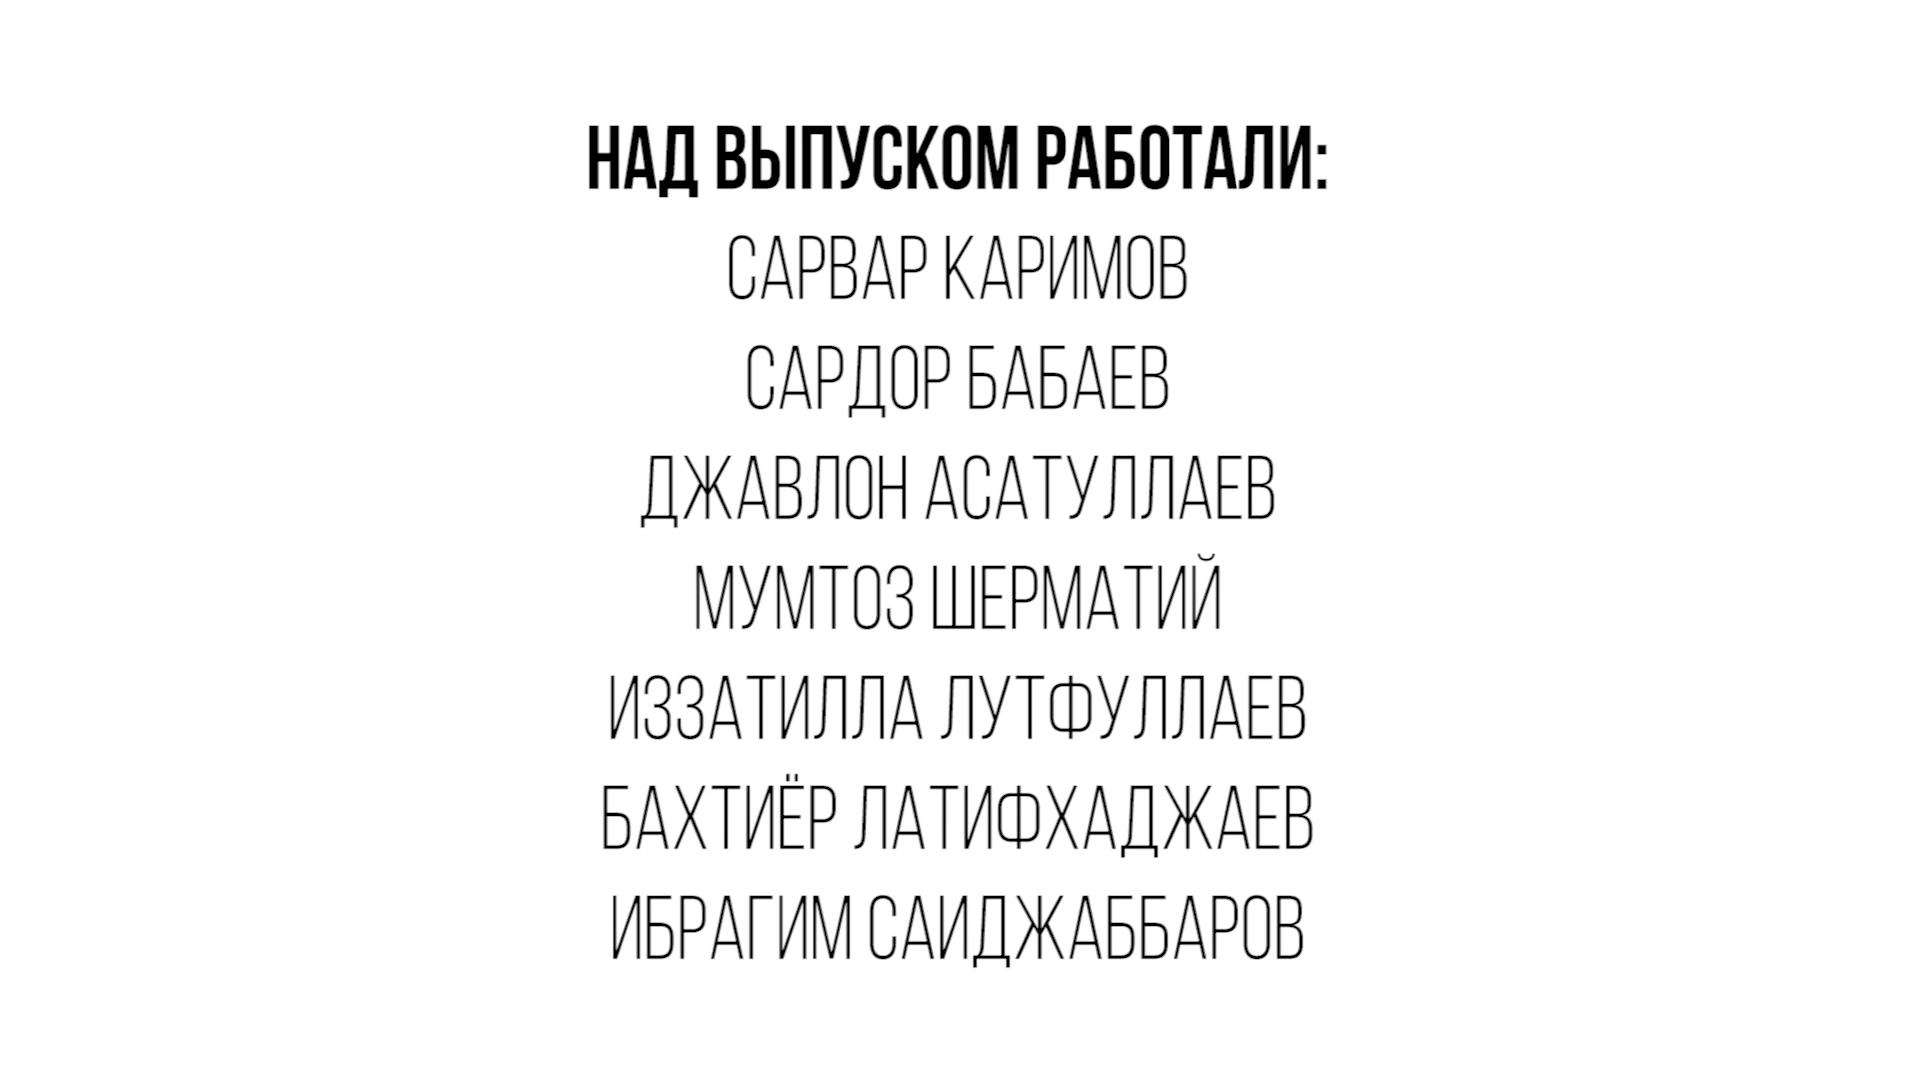 НАД ВЫПУСКОМ РАБОТАЛИ:
САРВАР КАРИМОВ
САРДОР БАБАЕВ
ДЖАВЛОН АСАТУЛЛАЕВ
МУМТОЗ ШЕРМАТИЙ
ИЗЗАТИЛЛА ЛУТФУЛЛАЕВ
БАХТИЁР ЛАТИФХАДЖАЕВ
ИБРАГИМ САИДЖАББАРОВ